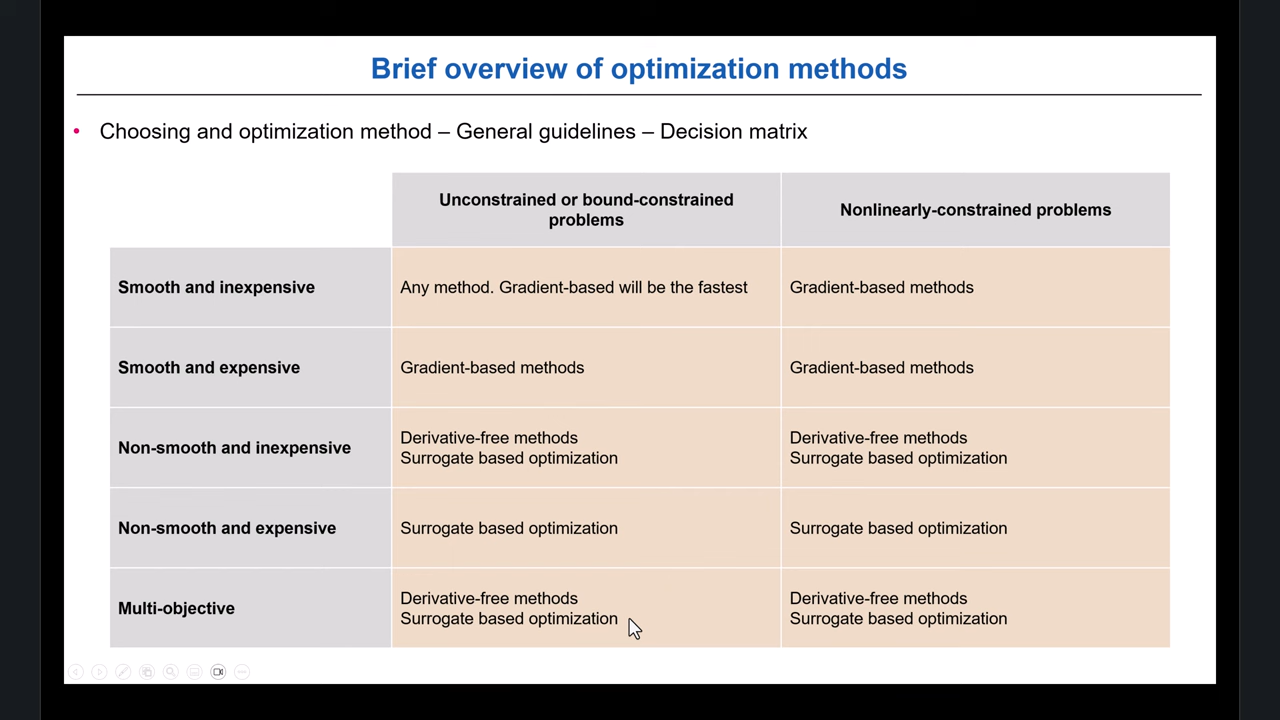 Brief overview of optimization methods
• Choosing and optimization method – General guidelines – Decision matrix
Unconstrained or bound-constrained
problems
Nonlinearly-constrained problems
Smooth and inexpensive
Any method. Gradient-based will be the fastest
Gradient-based methods
Smooth and expensive
Gradient-based methods
Gradient-based methods
Non-smooth and inexpensive
Derivative-free methods
Surrogate based optimization
Derivative-free methods
Surrogate based optimization
Non-smooth and expensive
Surrogate based optimization
Surrogate based optimization
Multi-objective
Derivative-free methods
Surrogate based optimization
Derivative-free methods
Surrogate based optimization